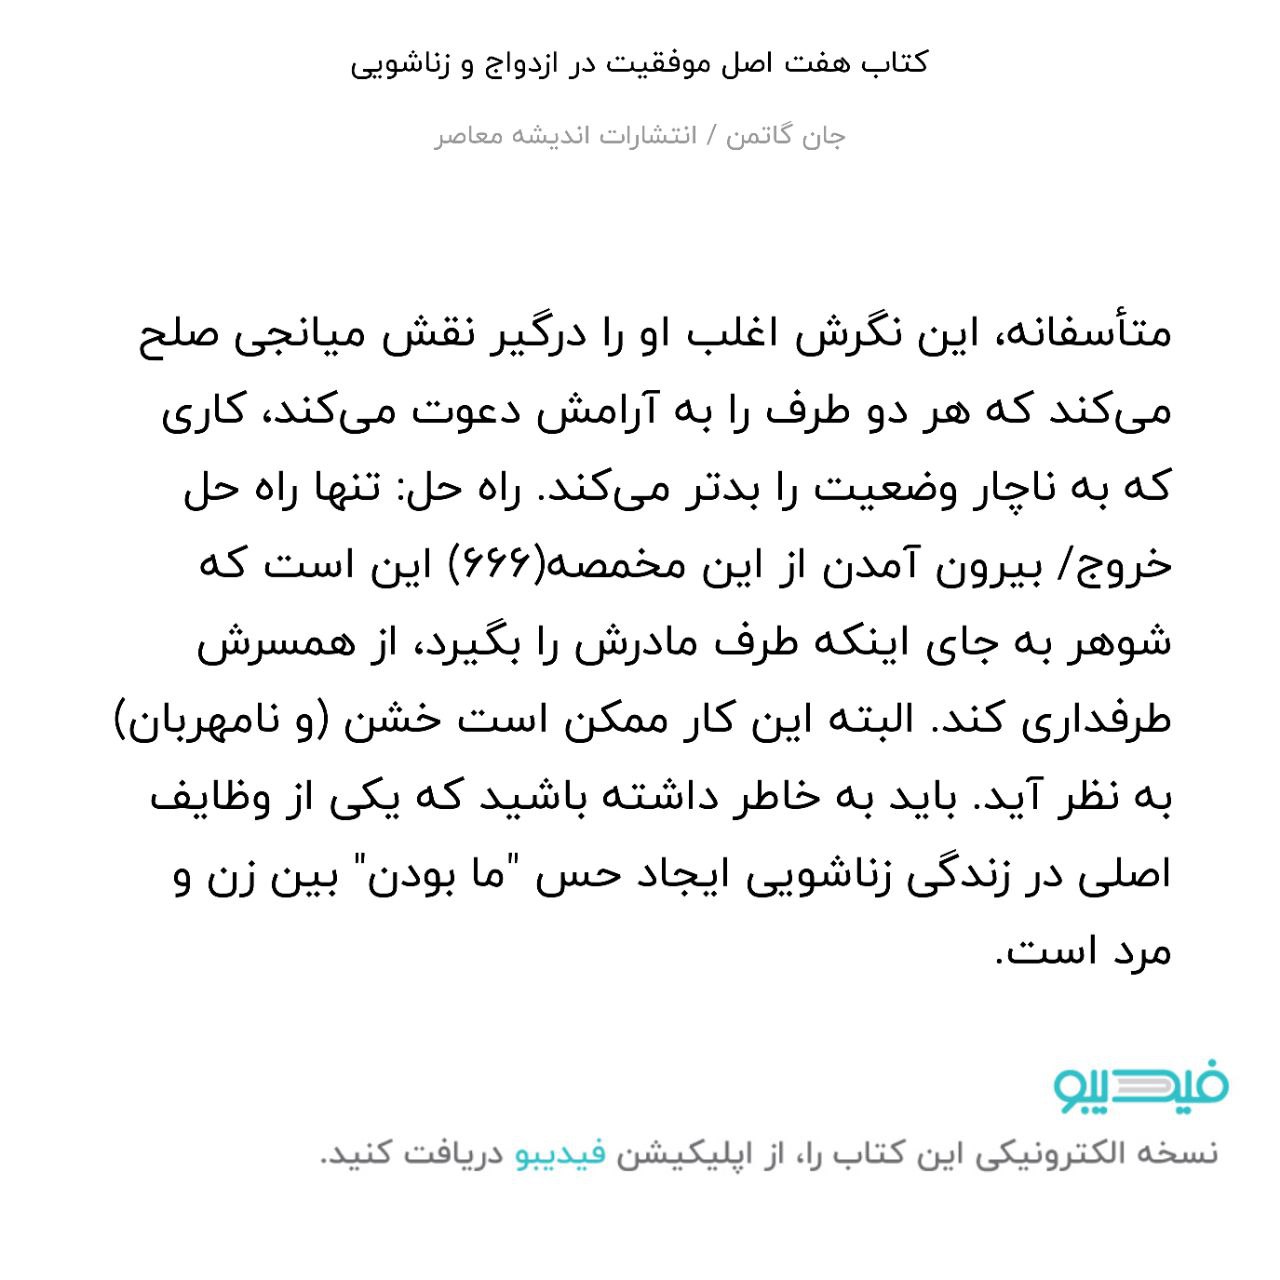 کتاب هفت اصل موفقیت در ازدواج و زناشویی
جان گاتمن / انتشارات اندیشه معاصر
متأسفانه، این نگرش اغلب او را درگیر نقش میانجی صلح
می‌کند که هر دو طرف را به آرامش دعوت می‌کند، کاری
که به ناچار وضعیت را بدتر می‌کند. راه حل: تنها راه حل
خروج/ بیرون آمدن از این مخمصه(۶۶۶) این است که
شوهر به جای اینکه طرف مادرش را بگیرد، از همسرش
طرفداری کند. البته این کار ممکن است خشن (و نامهربان)
به نظر آید. باید به خاطر داشته باشید که یکی از وظایف
اصلی در زندگی زناشویی ایجاد حس "ما بودن" بین زن و
مرد است.
فیدیبو
نسخه الکترونیکی این کتاب را، از اپلیکیشن فیدیبو دریافت کنید.